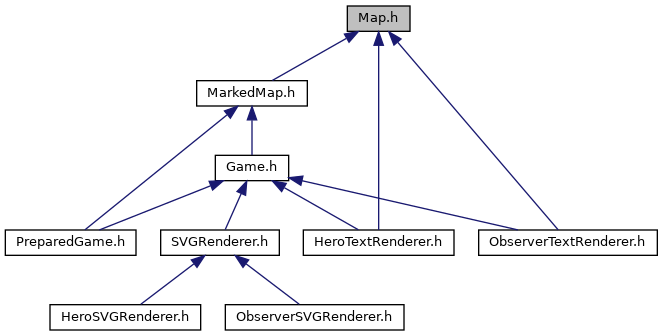 Map.h
MarkedMap.h
Game.h
PreparedGame.h
SVGRenderer.h
HeroTextRenderer.h
ObserverTextRenderer.h
HeroSVGRenderer.h
ObserverSVGRenderer.h